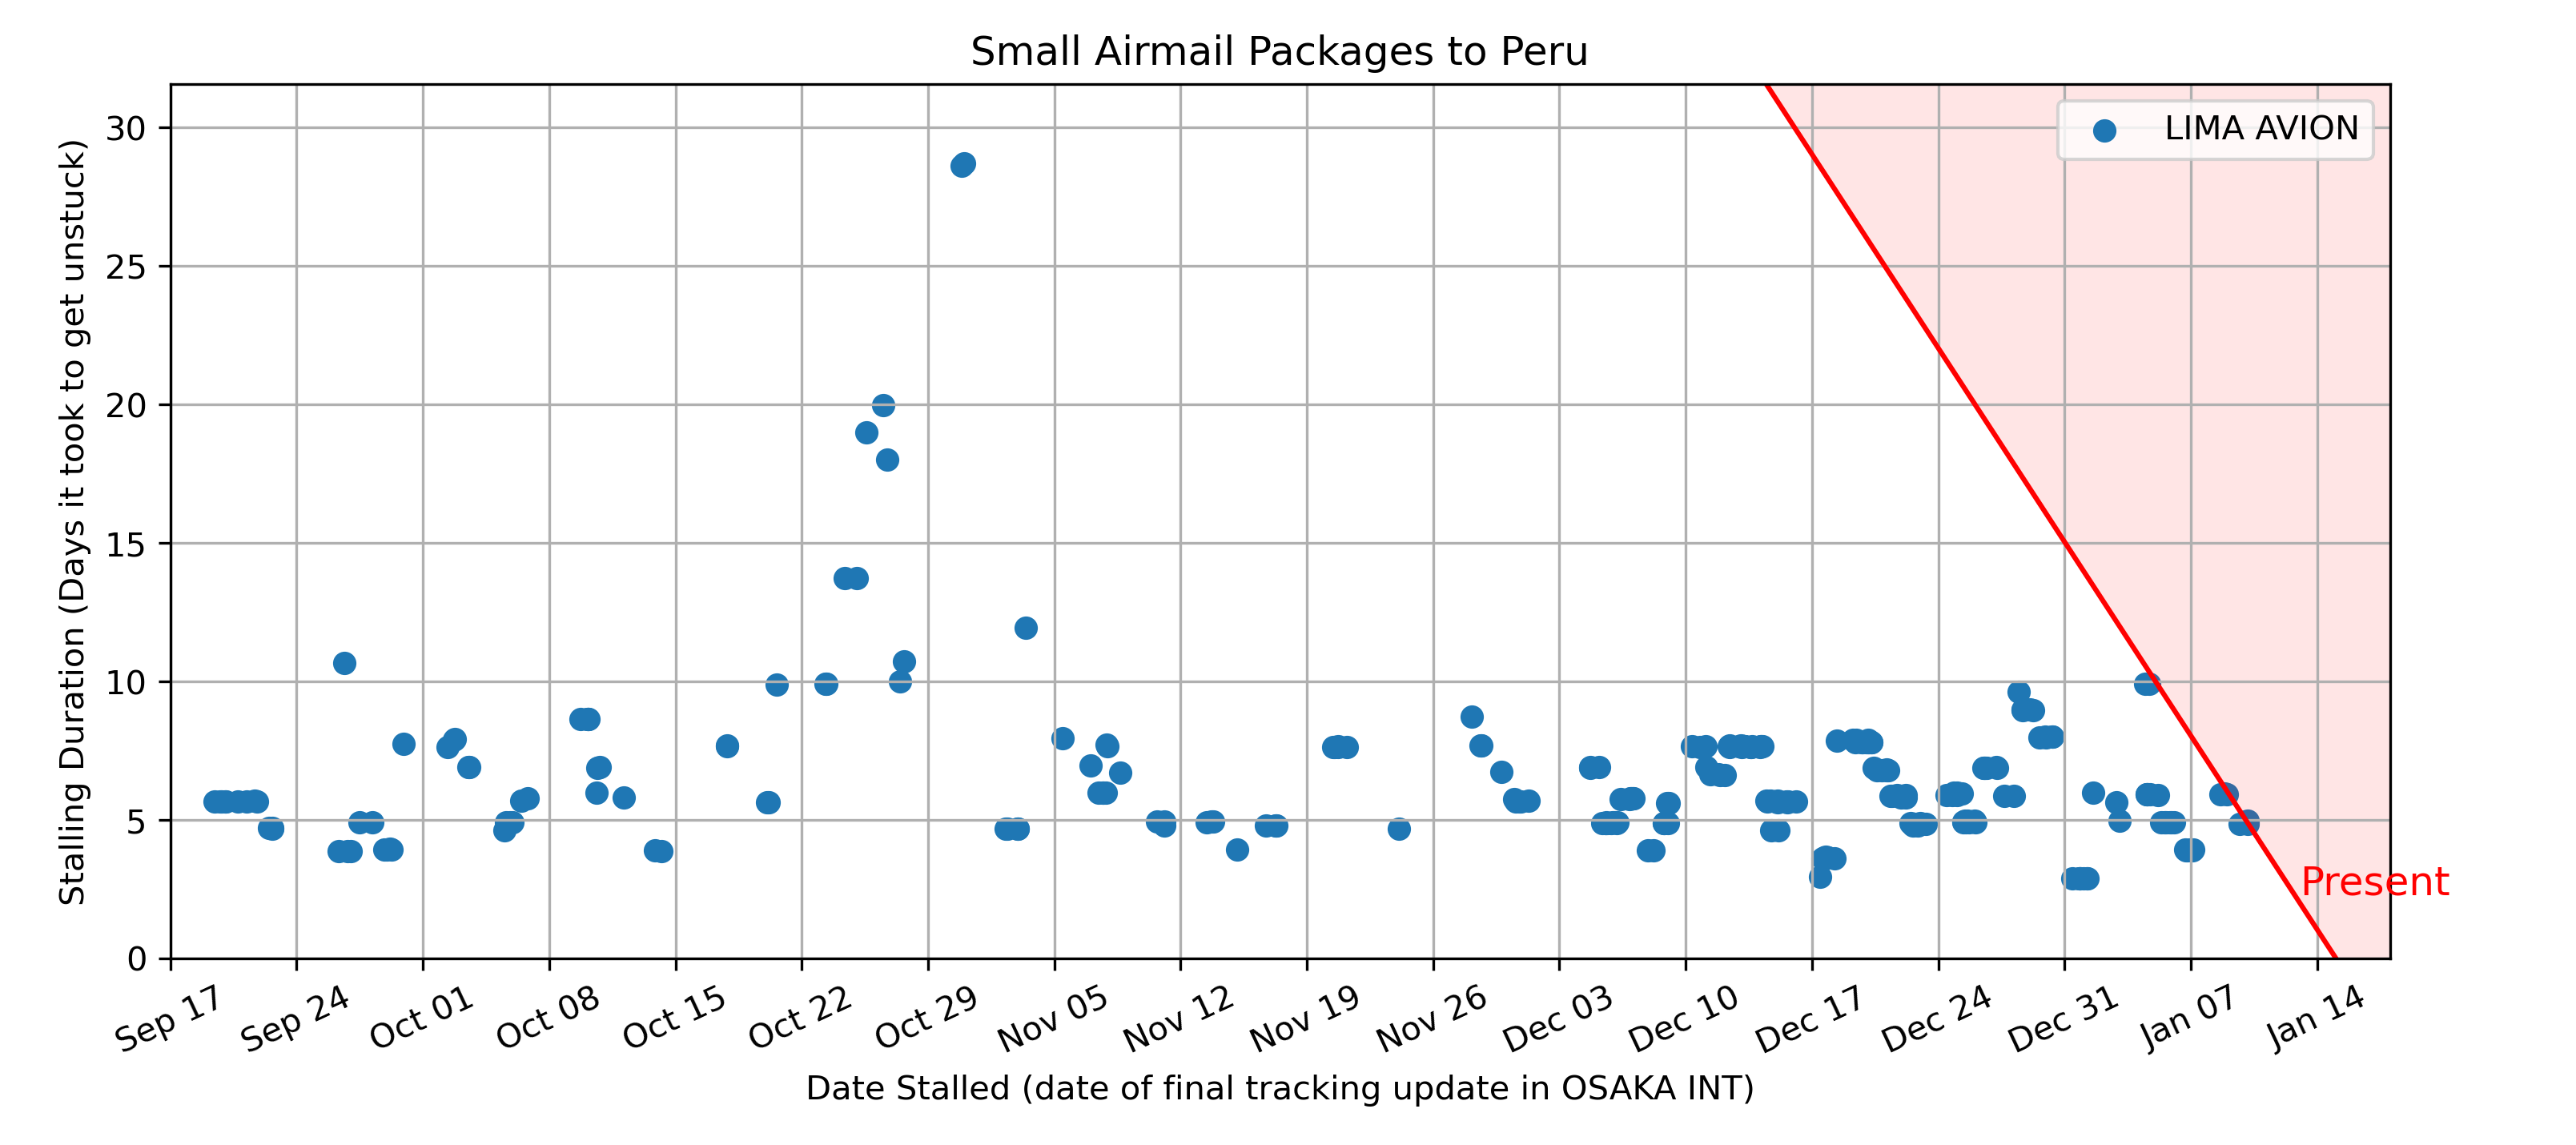 Small Airmail Packages to Peru
LIMA AVION
Stalling Duration (Days it took to get unstuck)
30
25
20
15
10
5
0
Present
Sep 17 Sep 24 Oct 01 Oct 08 Oct 15 Oct 22 Oct 29 Nov 05 Nov 12 Nov 19 Nov 26 Dec 03 Dec 10 Dec 17 Dec 24 Dec 31 Jan 07 Jan 14
Date Stalled (date of final tracking update in OSAKA INT)